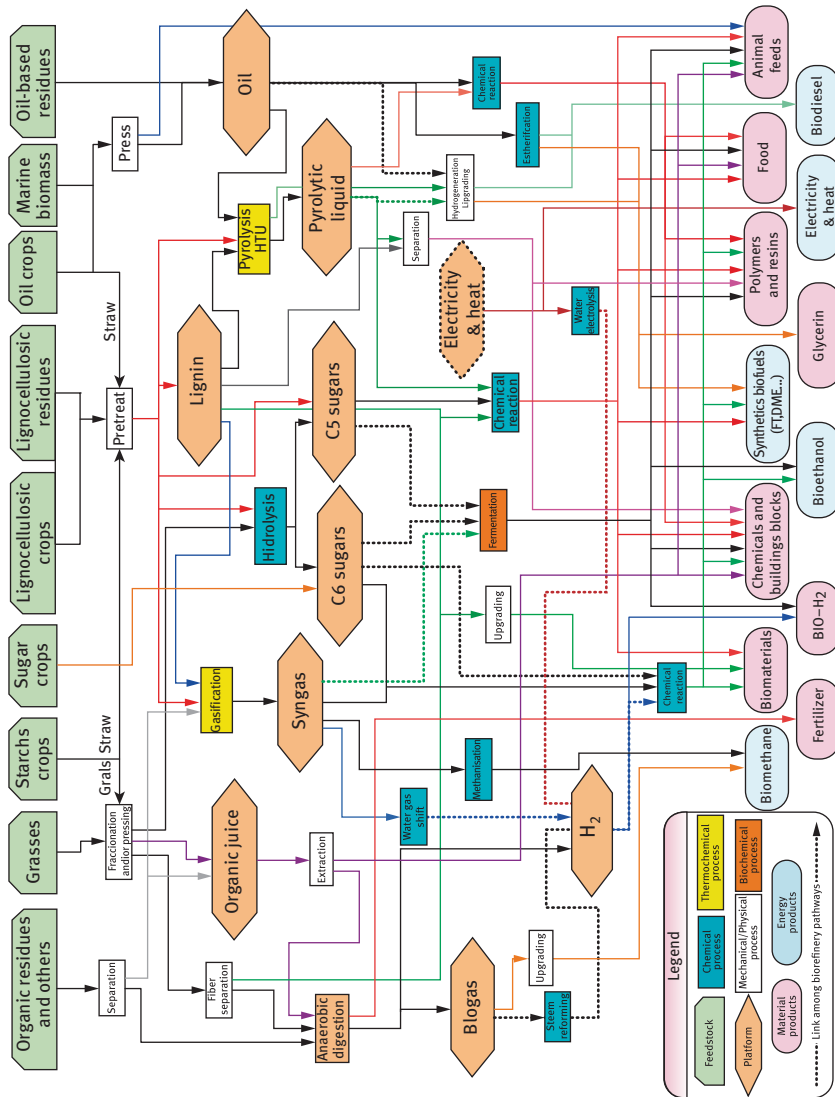 Organic residues
and others
Grasses
Starchs
crops
Sugar
crops
Lignocellulosic
crops
Lignocellulosic
residues
Oil crops
Marine
biomass
Oil-based
residues
Separation
Fraccionation
and/or pressing
Grals Straw
Pretreat
Straw
Press
Fiber
separation
Organic juice
Gasification
Hidrolysis
Lignin
Pyrolysis
HTU
Oil
Anaerobic
digestion
Extraction
Syngas
C6 sugars
C5 sugars
Pyrolytic
liquid
Water gas
shift
Separation
Electricity
& heat
Hydrogeneration
Lipgrading
Chemical
reaction
Blogas
Methanisation
Upgrading
Fermentation
Chemical
reaction
Estherification
Steem
reforming
Upgrading
H2
Water
electrolysis
Chemical
reaction
Legend
Feedstock
Chemical
process
Thermochemical
process
Platform
Mechanical/Physical
process
Biochemical
process
Material
products
Energy
products
Link among biorefinery pathways
Biomethane
Fertilizer
Biomaterials
BIO–H2
Chemicals and
buildings blocks
Bioethanol
Synthetics biofuels
(FT,DME...)
Glycerin
Polymers
and resins
Electricity
& heat
Food
Biodiesel
Animal
feeds